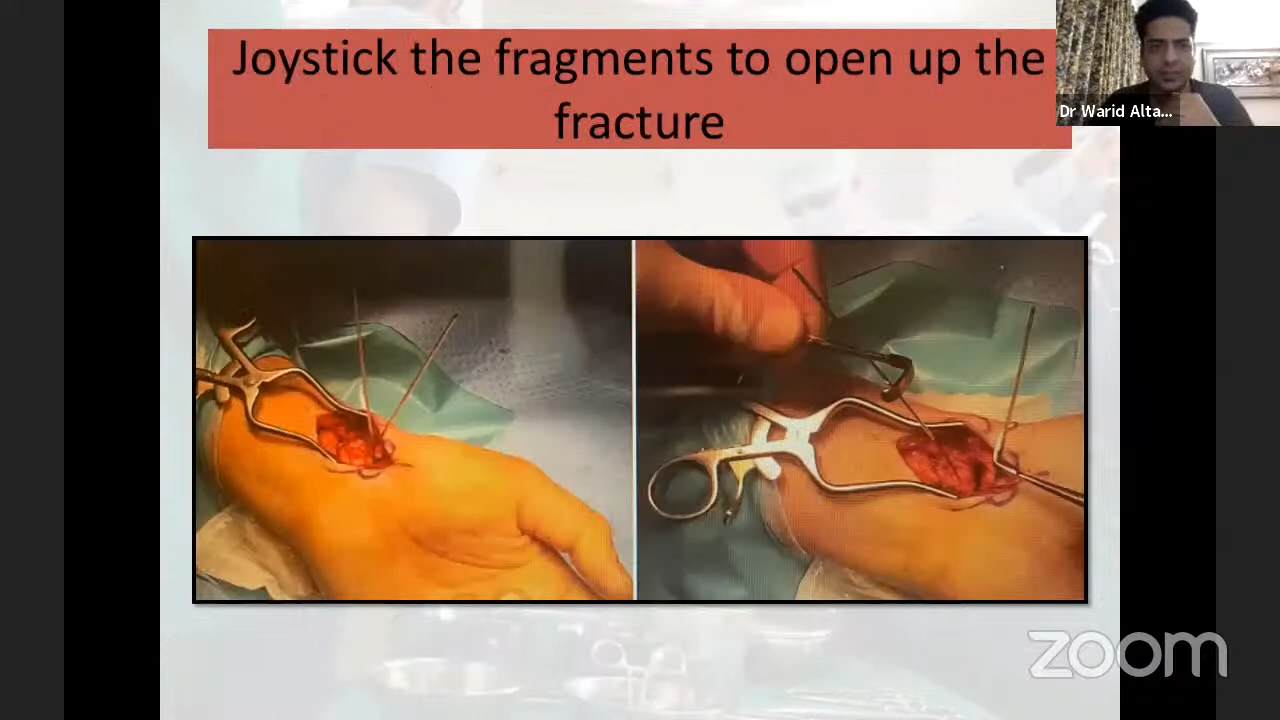 Joystick the fragments to open up the
fracture
Dr Warid Alta...
zoom